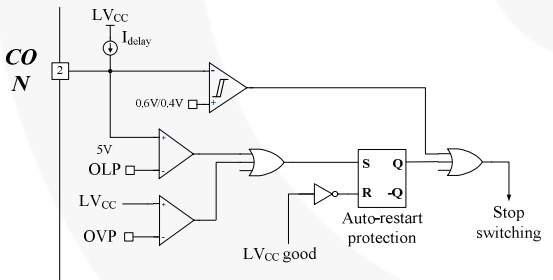 LVCC
Idelay
CO
N
2
-
+
0,6V/0,4V
5V
+
OLP
-
LVCC
+
OVP
-
S Q
R -Q
Auto-restart
protection
LVCC good
Stop
switching